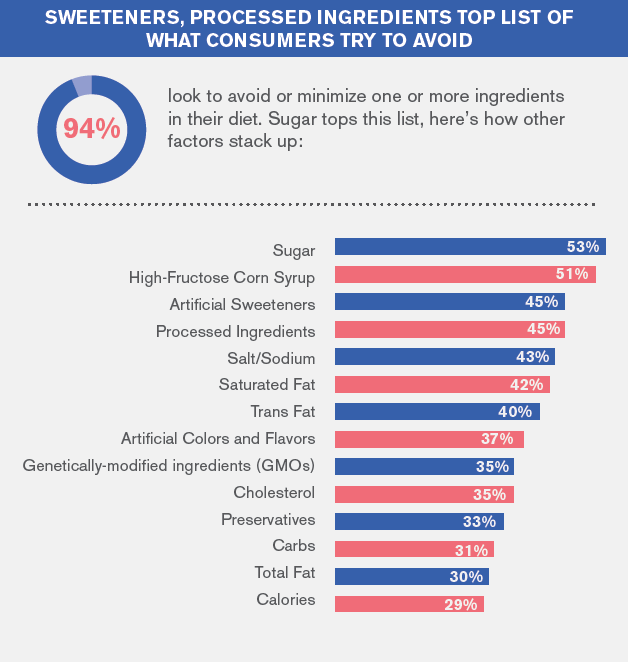 SWEETENERS, PROCESSED INGREDIENTS TOP LIST OF
WHAT CONSUMERS TRY TO AVOID
94%
look to avoid or minimize one or more ingredients
in their diet. Sugar tops this list, here’s how other
factors stack up:
Sugar 53%
High-Fructose Corn Syrup 51%
Artificial Sweeteners 45%
Processed Ingredients 45%
Salt/Sodium 43%
Saturated Fat 42%
Trans Fat 40%
Artificial Colors and Flavors 37%
Genetically-modified ingredients (GMOs) 35%
Cholesterol 35%
Preservatives 33%
Carbs 31%
Total Fat 30%
Calories 29%